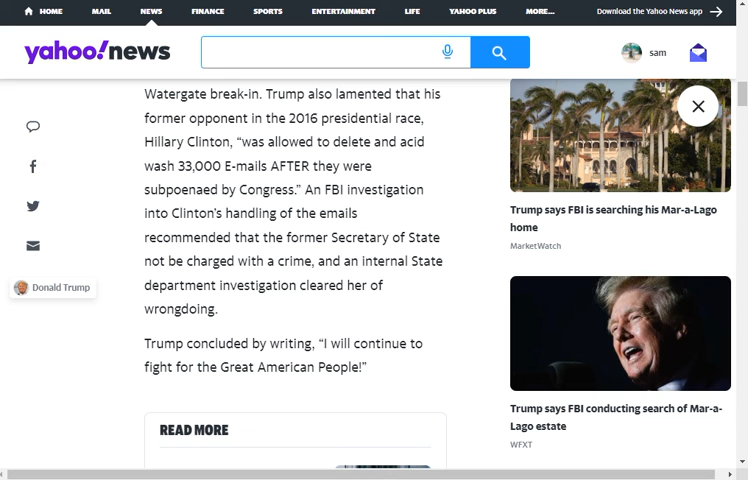 HOME MAIL NEWS FINANCE SPORTS ENTERTAINMENT LIFE YAHOO PLUS MORE... Download the Yahoo News app
yahoo!news
sam
Watergate break-in. Trump also lamented that his
former opponent in the 2016 presidential race,
Hillary Clinton, “was allowed to delete and acid
wash 33,000 E-mails AFTER they were
subpoenaed by Congress.” An FBI investigation
into Clinton’s handling of the emails
recommended that the former Secretary of State
not be charged with a crime, and an internal State
department investigation cleared her of
wrongdoing.
Trump concluded by writing, “I will continue to
fight for the Great American People!”
READ MORE
Donald Trump
Trump says FBI is searching his Mar-a-Lago
home
MarketWatch
Trump says FBI conducting search of Mar-a-
Lago estate
WFXT